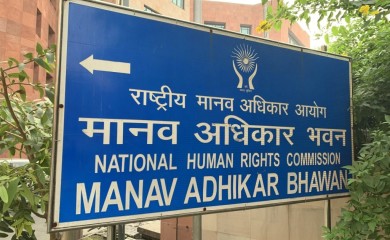 राष्ट्रीय मानव अधिकार आयोग
मानव अधिकार भवन
NATIONAL HUMAN RIGHTS COMMISSION
MANAV ADHIKAR BHAWAN